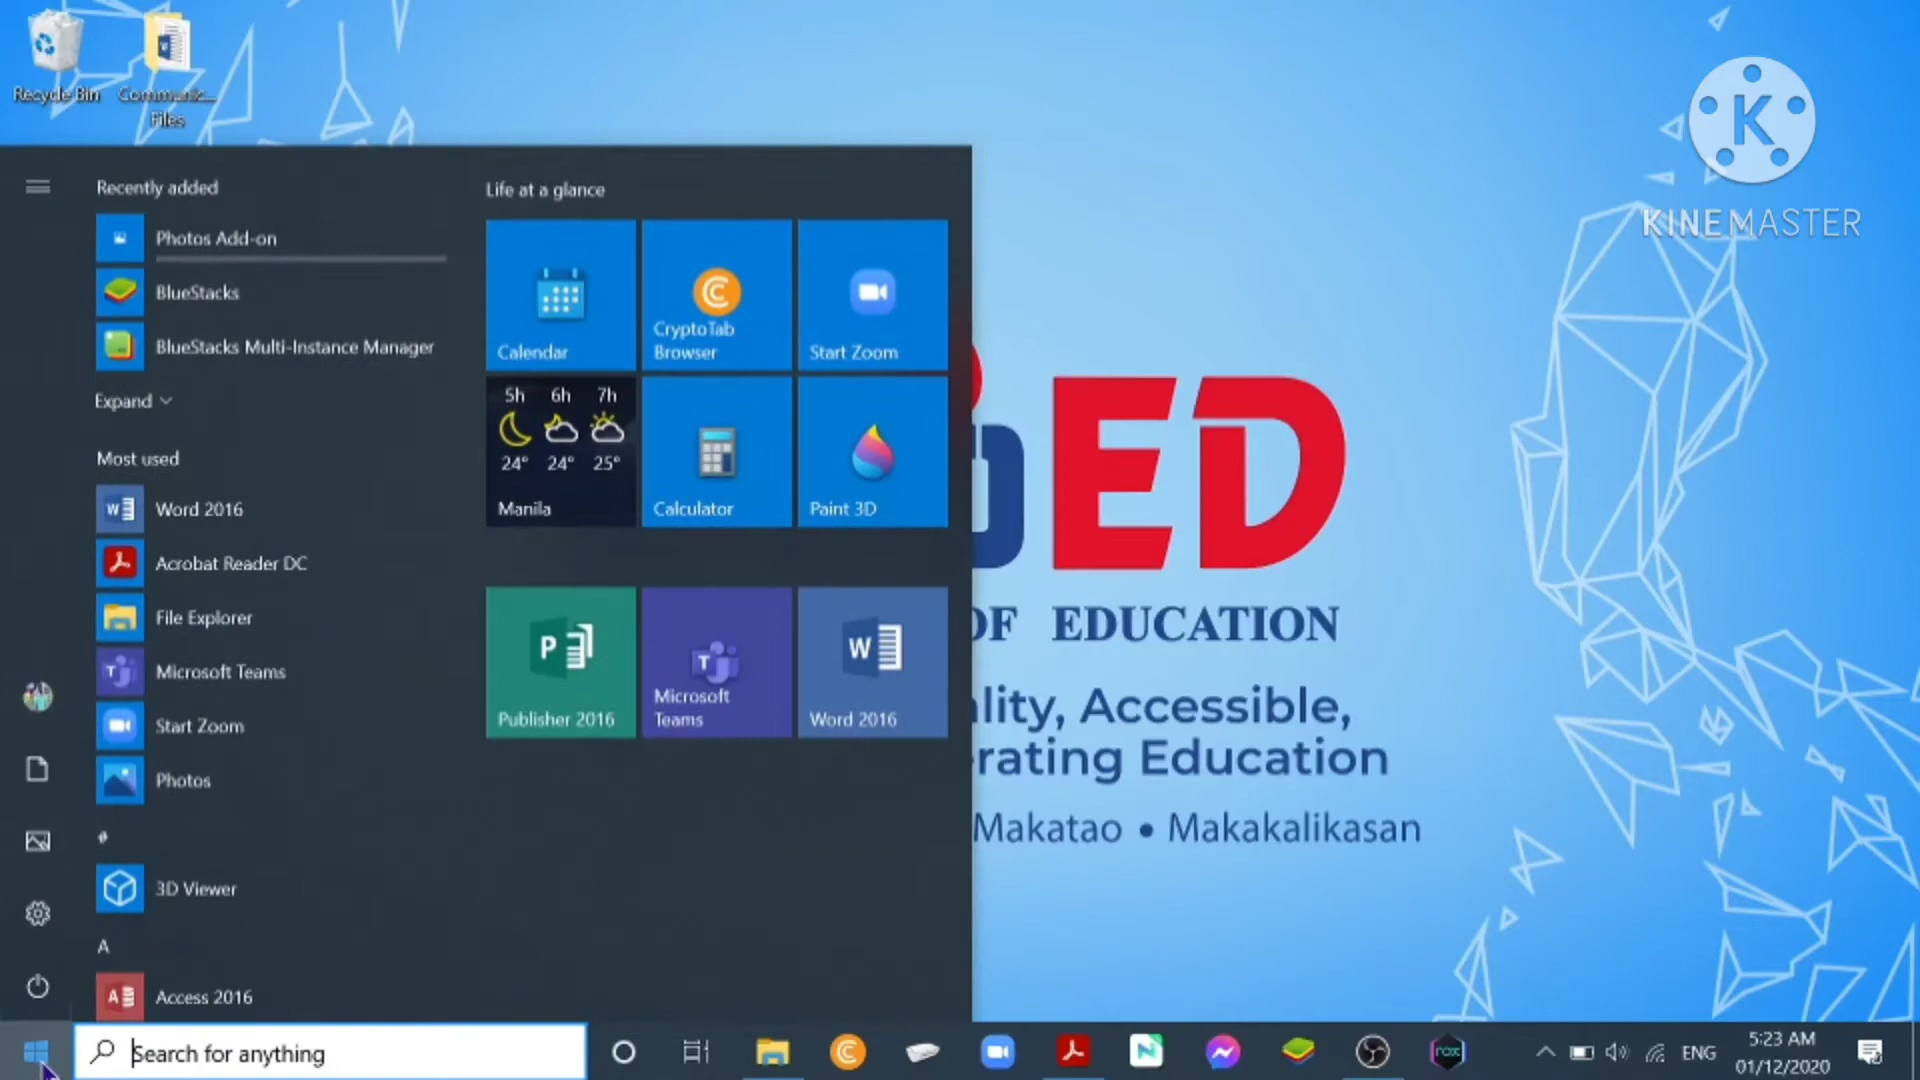 Recycle Bin
Communic...
Files
KINEMASTER
Recently added
Photos Add-on
BlueStacks
BlueStacks Multi-Instance Manager
Expand
Most used
Word 2016
Acrobat Reader DC
File Explorer
Microsoft Teams
Start Zoom
Photos
#
3D Viewer
A
Access 2016
Life at a glance
Calendar
CryptoTab
Browser
Start Zoom
5h 6h 7h
24° 24° 25°
Manila
Calculator
Paint 3D
Publisher 2016
Microsoft
Teams
Word 2016
ED
OF EDUCATION
lity, Accessible,
rating Education
Makatao • Makakalikasan
Search for anything
ENG
5:23 AM
01/12/2020